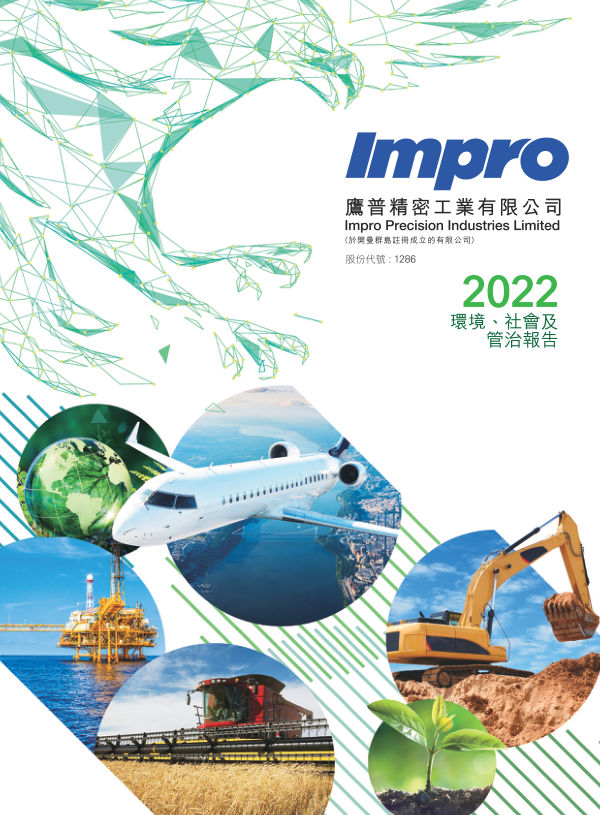 Impro
鷹普精密工業有限公司
Impro Precision Industries Limited
(於開曼群島註冊成立的有限公司)
股份代號 : 1286
2022
環境、社會及
管治報告